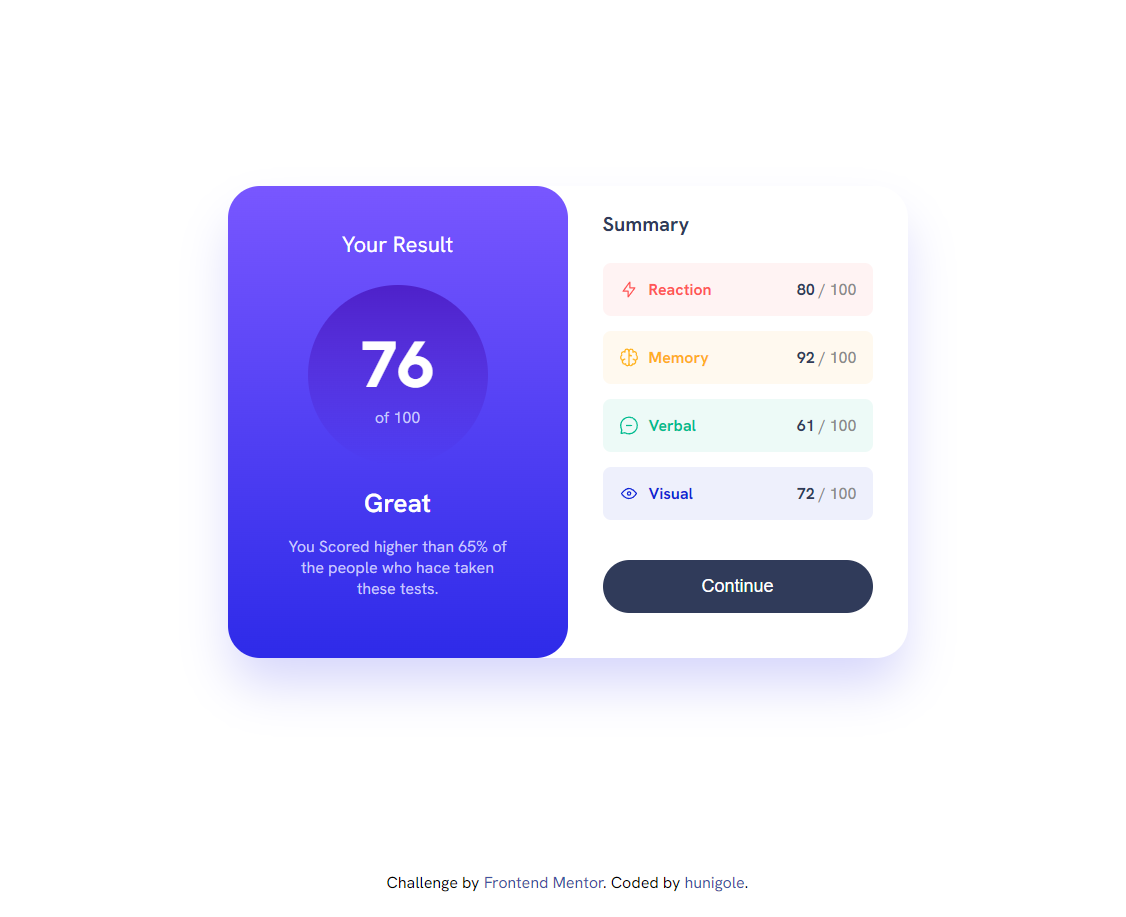 Your Result
76
of 100
Great
You Scored higher than 65% of
the people who hace taken
these tests.
Summary
Reaction 80 / 100
Memory 92 / 100
Verbal 61 / 100
Visual 72 / 100
Continue
Challenge by Frontend Mentor. Coded by hunigole.